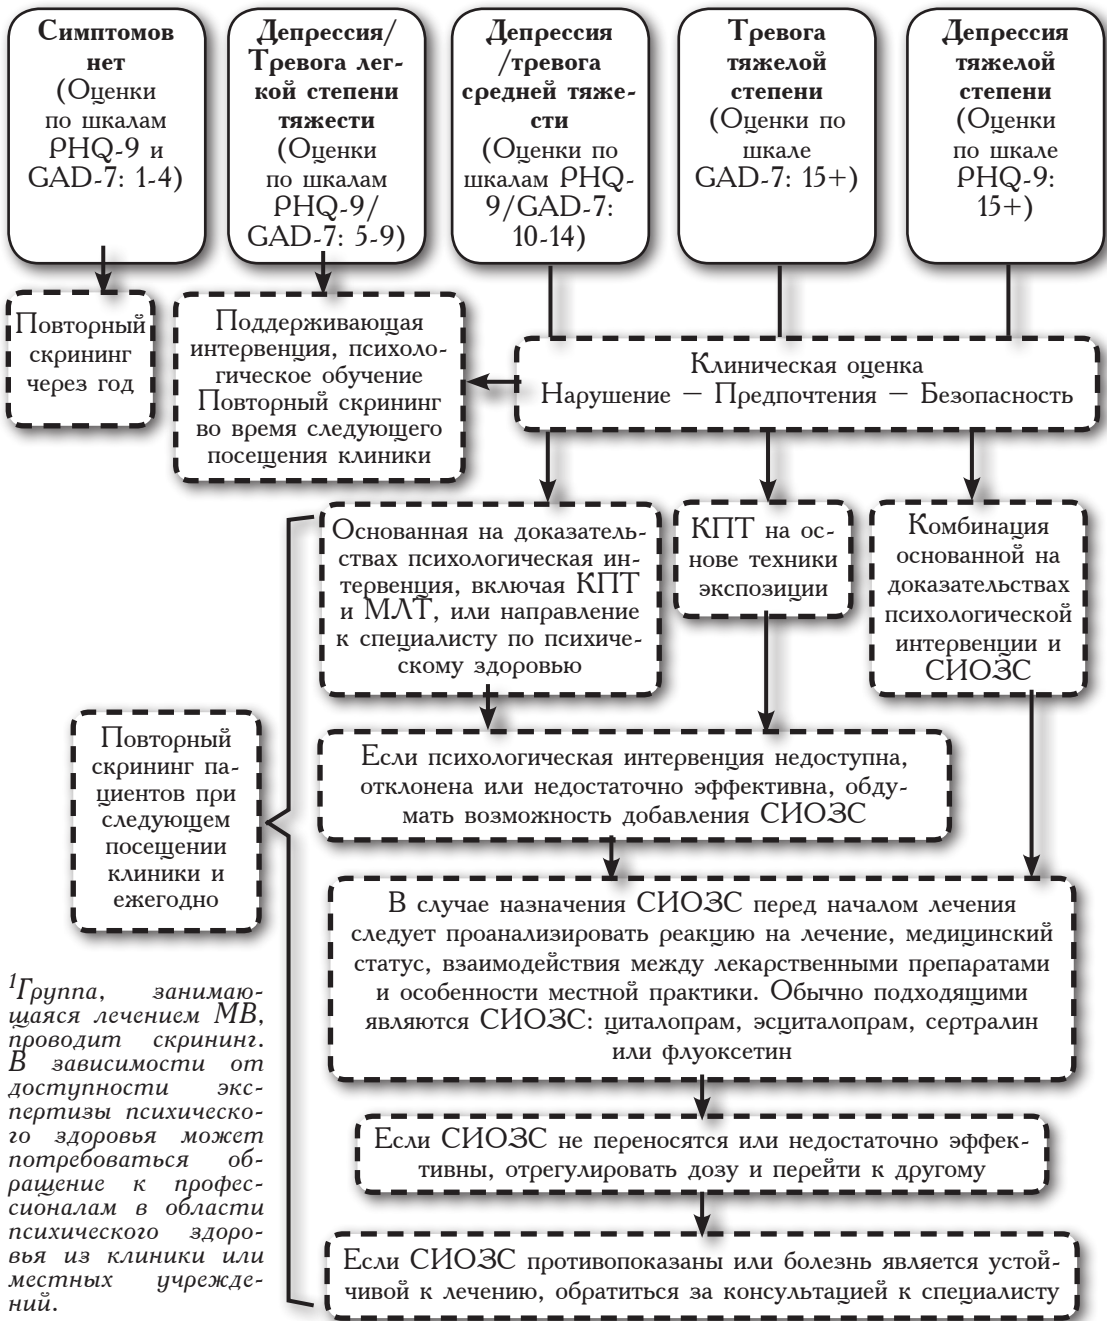 Симптомов
нет
(Оценки
по шкалам
PHQ-9 и
GAD-7: 1-4)
Депрессия/
Тревога лег-
кой степени
тяжести
(Оценки
по шкалам
PHQ-9/
GAD-7: 5-9)
Депрессия
/тревога
средней тяже-
сти
(Оценки по
шкалам PHQ-
9/GAD-7:
10-14)
Тревога
тяжелой
степени
(Оценки по
шкале
GAD-7: 15+)
Депрессия
тяжелой
степени
(Оценки
по шкале
PHQ-9:
15+)
Повторный
скрининг
через год
Поддерживающая
интервенция, психоло-
гическое обучение
Повторный скрининг
во время следующего
посещения клиники
Клиническая оценка
Нарушение – Предпочтения – Безопасность
Основанная на доказатель-
ствах психологическая ин-
тервенция, включая КПТ
и МЛТ, или направление
к специалисту по психиче-
скому здоровью
КПТ на ос-
нове техники
экспозиции
Комбинация
основанной на
доказательствах
психологической
интервенции и
СИОЗС
Если психологическая интервенция недоступна,
отклонена или недостаточно эффективна, обду-
мать возможность добавления СИОЗС
Повторный
скрининг па-
циентов при
следующем
посещении
клиники и
ежегодно
В случае назначения СИОЗС перед началом лечения
следует проанализировать реакцию на лечение, медицинский
статус, взаимодействия между лекарственными препаратами
и особенности местной практики. Обычно подходящими
являются СИОЗС: циталопрам, эсциталопрам, сертралин
или флуоксетин
Если СИОЗС не переносятся или недостаточно эффек-
тивны, отрегулировать дозу и перейти к другому
Если СИОЗС противопоказаны или болезнь является устой-
чивой к лечению, обратиться за консультацией к специалисту
¹Группа, занимаю-
щаяся лечением МВ,
проводит скрининг.
В зависимости от
доступности экс-
пертизы психическо-
го здоровья может
потребоваться об-
ращение к профес-
сионалам в области
психического здоро-
вья из клиники или
местных учрежде-
ний.